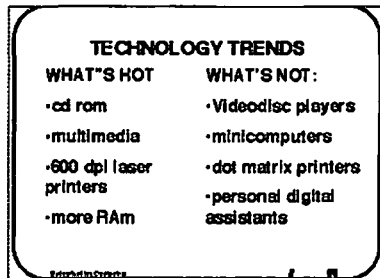 TECHNOLOGY TRENDS
WHAT"S HOT
•cd rom
•multimedia
•600 dpi laser
printers
•more RAm
WHAT'S NOT:
•Videodisc players
•minicomputers
•dot matrix printers
•personal digital
assistants